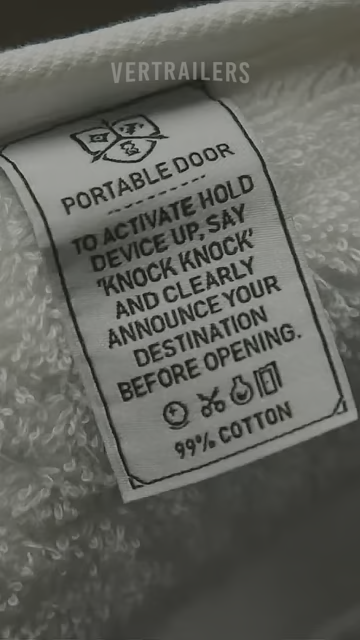 VERTRAILERS
PORTABLE DOOR
TO ACTIVATE HOLD
DEVICE UP, SAY
'KNOCK KNOCK'
AND CLEARLY
ANNOUNCE YOUR
DESTINATION
BEFORE OPENING.
99% COTTON